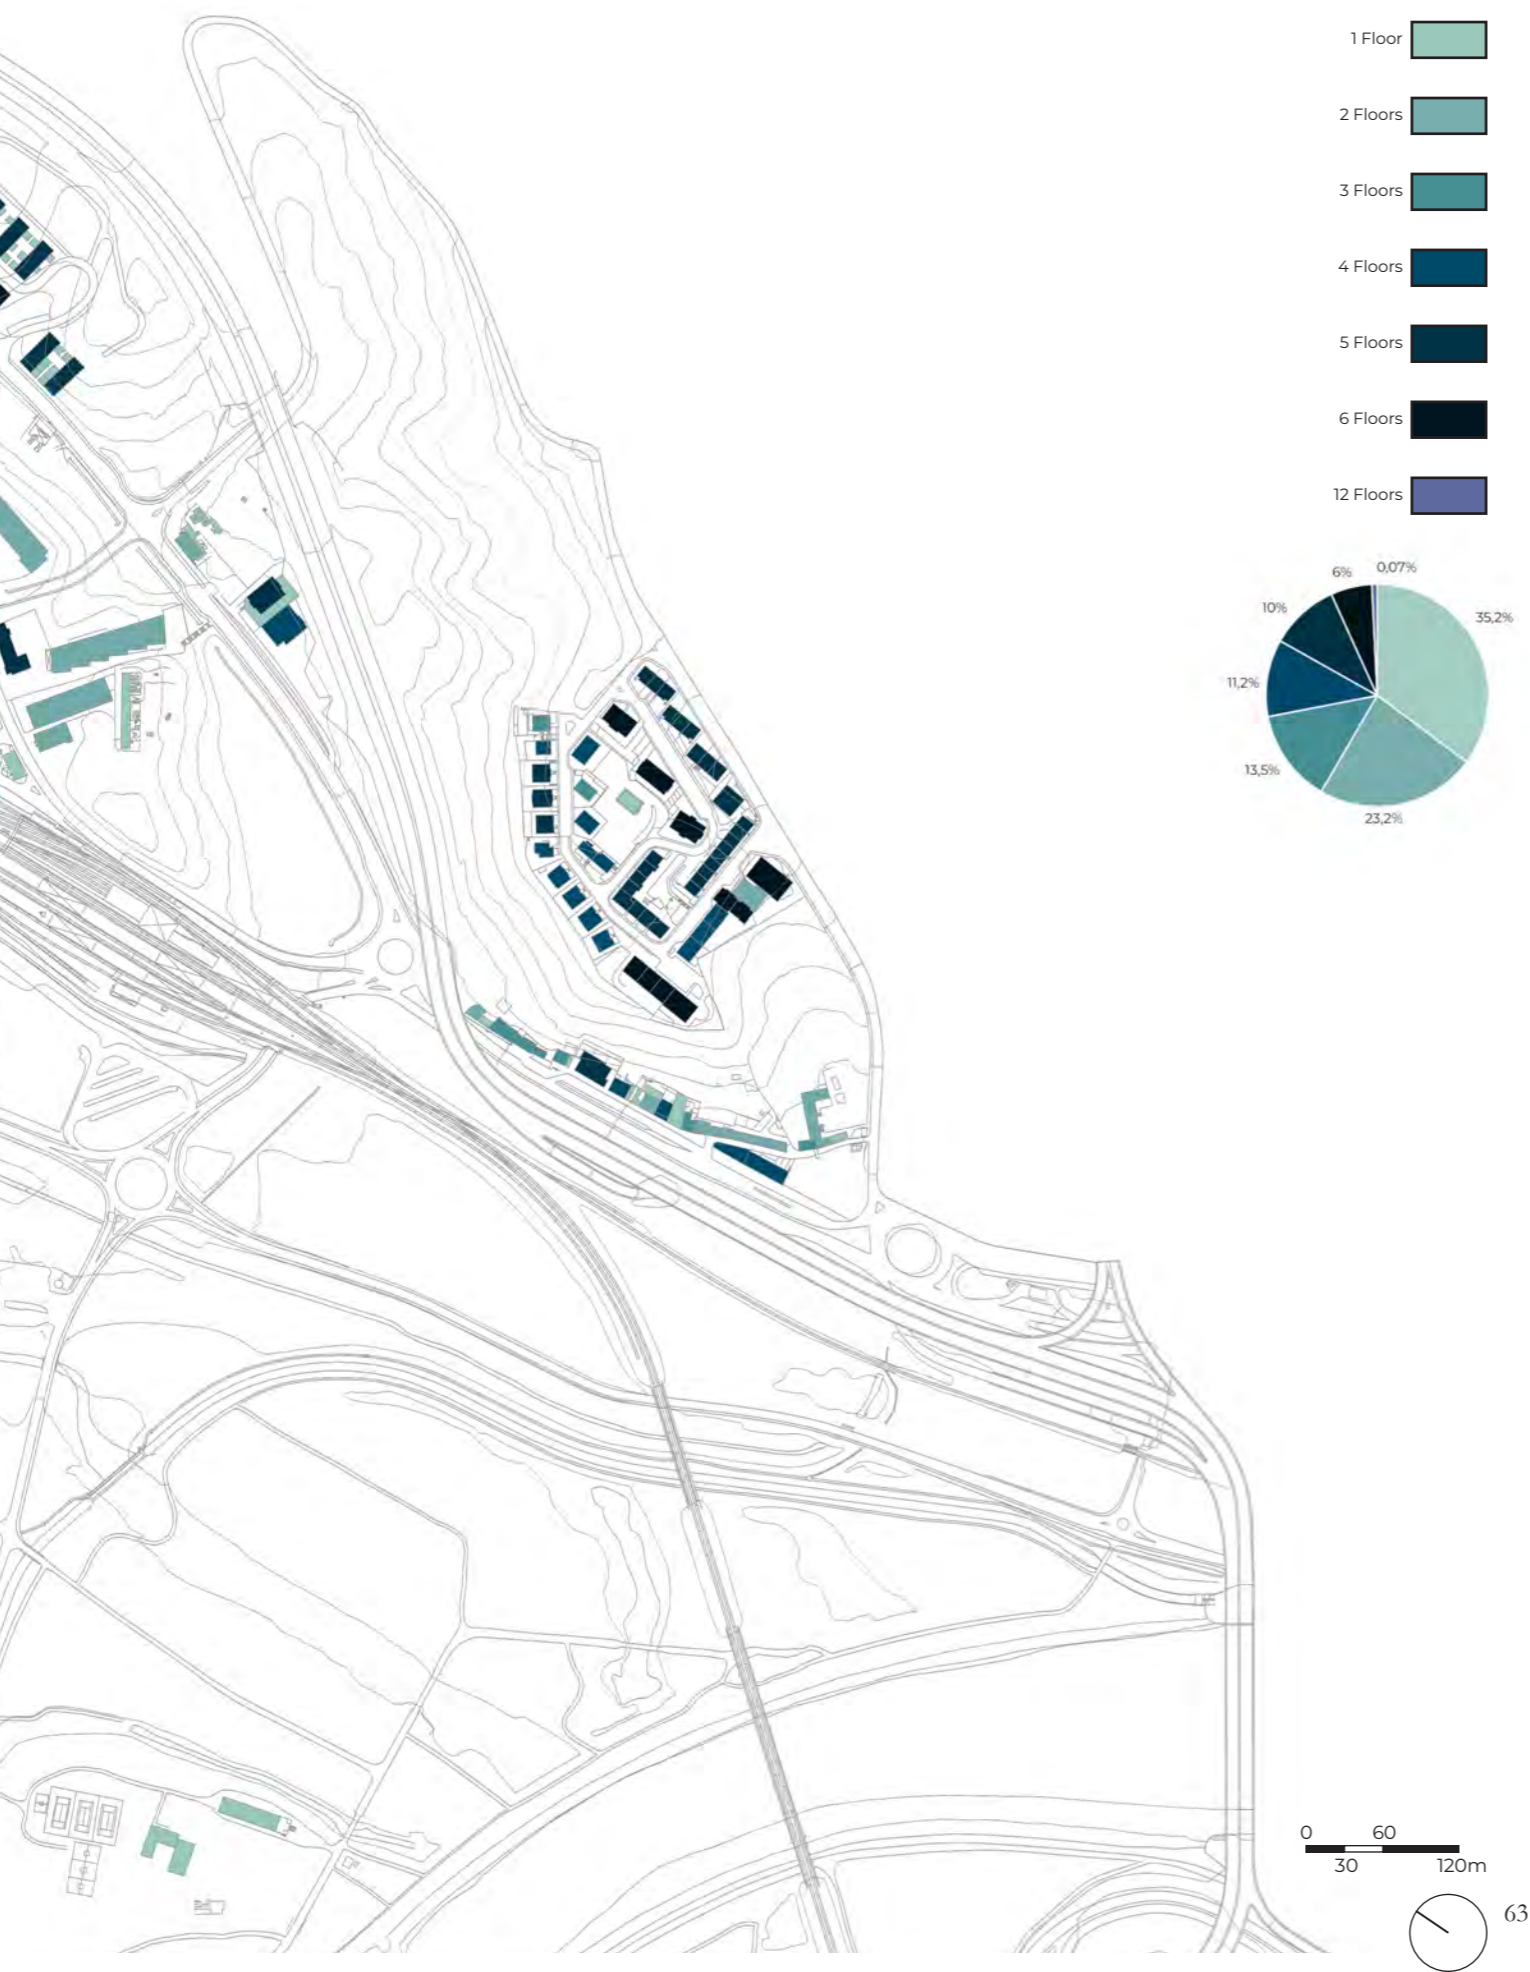 1 Floor
2 Floors
3 Floors
4 Floors
5 Floors
6 Floors
12 Floors
6% 0,07%
10% 35,2%
11,2%
13,5%
23,2%
0 60
30 120m
63